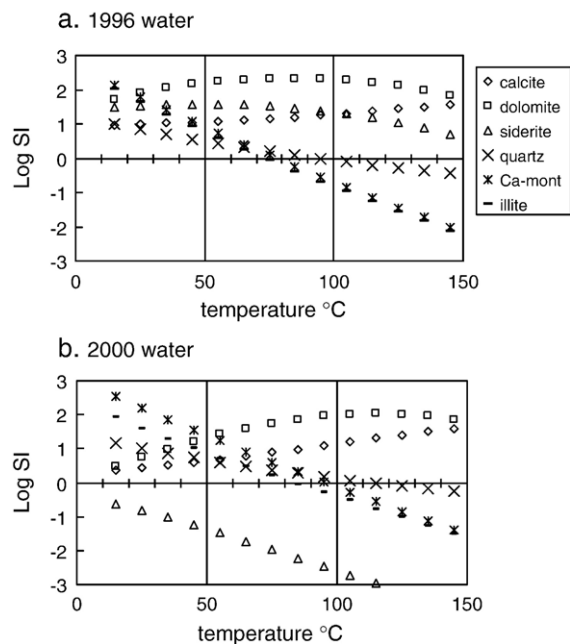 a. 1996 water
3
2
1
0
-1
-2
-3
Log SI
0 50 100 150
temperature °C
calcite
dolomite
siderite
quartz
Ca-mont
illite
b. 2000 water
3
2
1
0
-1
-2
-3
Log SI
0 50 100 150
temperature °C